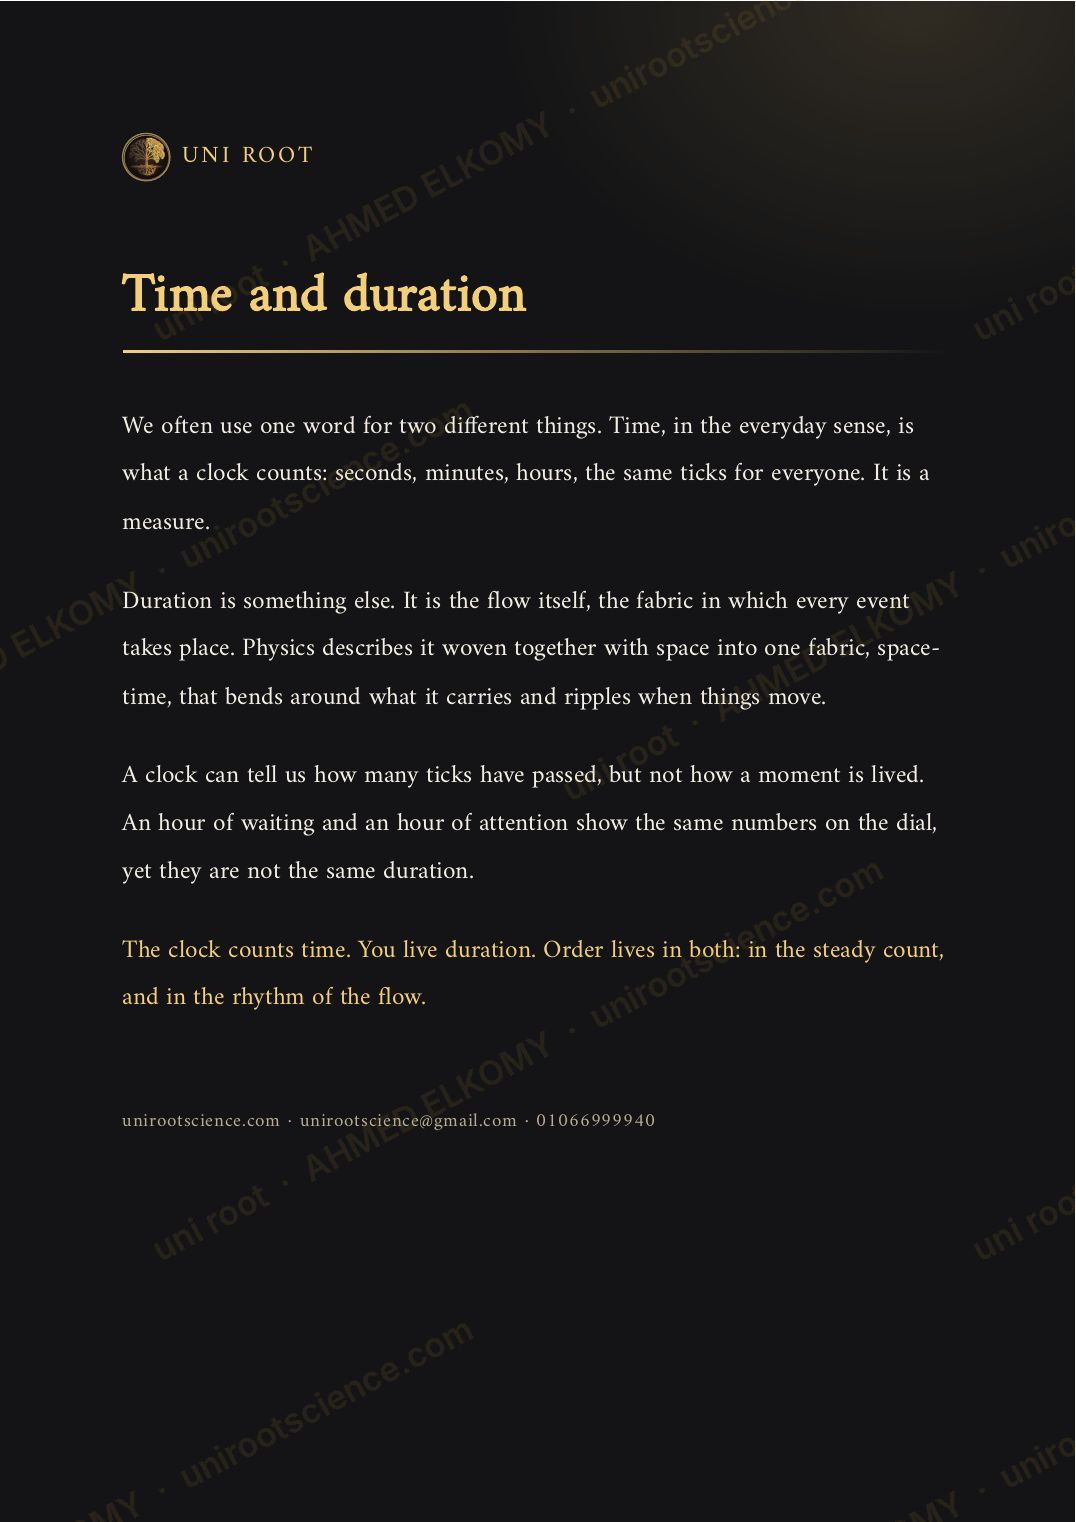 UNI ROOT
Time and duration
We often use one word for two different things. Time, in the everyday sense, is
what a clock counts: seconds, minutes, hours, the same ticks for everyone. It is a
measure.
Duration is something else. It is the flow itself, the fabric in which every event
takes place. Physics describes it woven together with space into one fabric, space-
time, that bends around what it carries and ripples when things move.
A clock can tell us how many ticks have passed, but not how a moment is lived.
An hour of waiting and an hour of attention show the same numbers on the dial,
yet they are not the same duration.
The clock counts time. You live duration. Order lives in both: in the steady count,
and in the rhythm of the flow.
unirootscience.com · unirootscience@gmail.com · 01066999940
uni root · AHMED ELKOMY · unirootscience.com